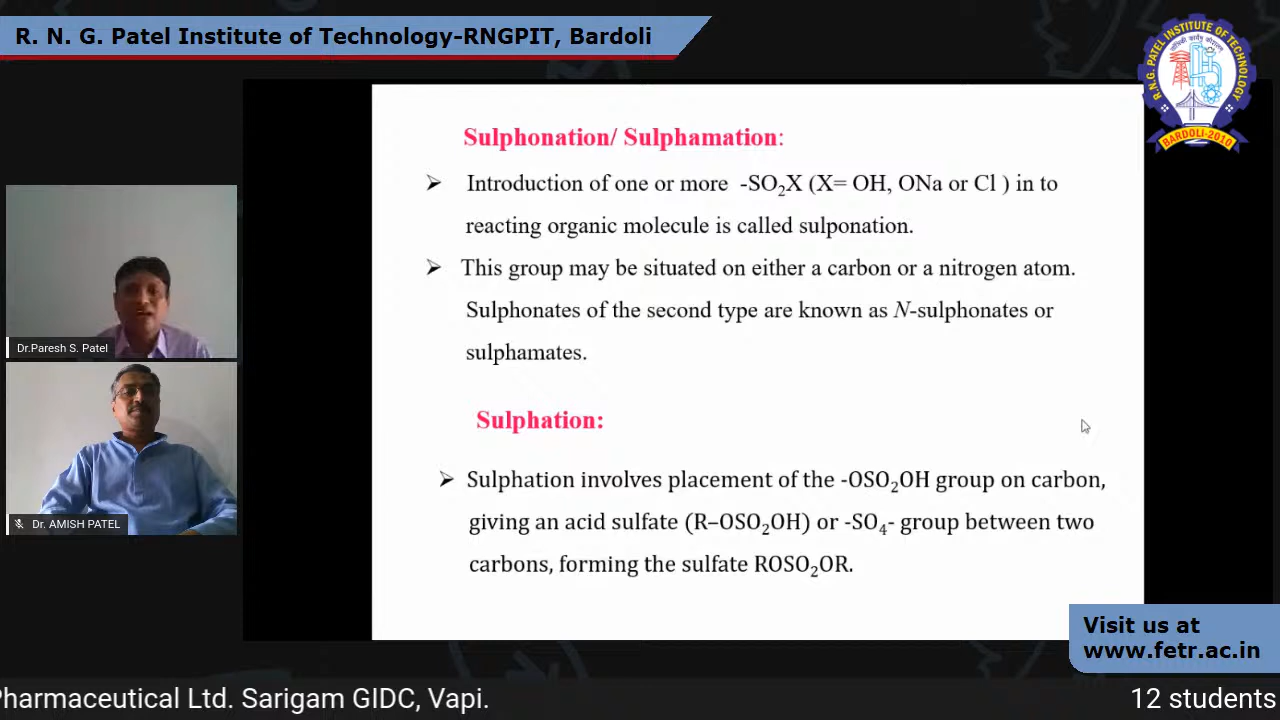 R. N. G. Patel Institute of Technology-RNGPIT, Bardoli
R.N.G. PATEL INSTITUTE OF TECHNOLOGY
BARDOLI-2010
Sulphonation/ Sulphamation:
➢ Introduction of one or more -SO₂X (X= OH, ONa or Cl ) in to
reacting organic molecule is called sulponation.
➢ This group may be situated on either a carbon or a nitrogen atom.
Sulphonates of the second type are known as N-sulphonates or
sulphamates.
Sulphation:
➢ Sulphation involves placement of the -OSO₂OH group on carbon,
giving an acid sulfate (R–OSO₂OH) or -SO₄- group between two
carbons, forming the sulfate ROSO₂OR.
Dr.Paresh S. Patel
Dr. AMISH PATEL
Visit us at
www.fetr.ac.in
Pharmaceutical Ltd. Sarigam GIDC, Vapi.
12 students